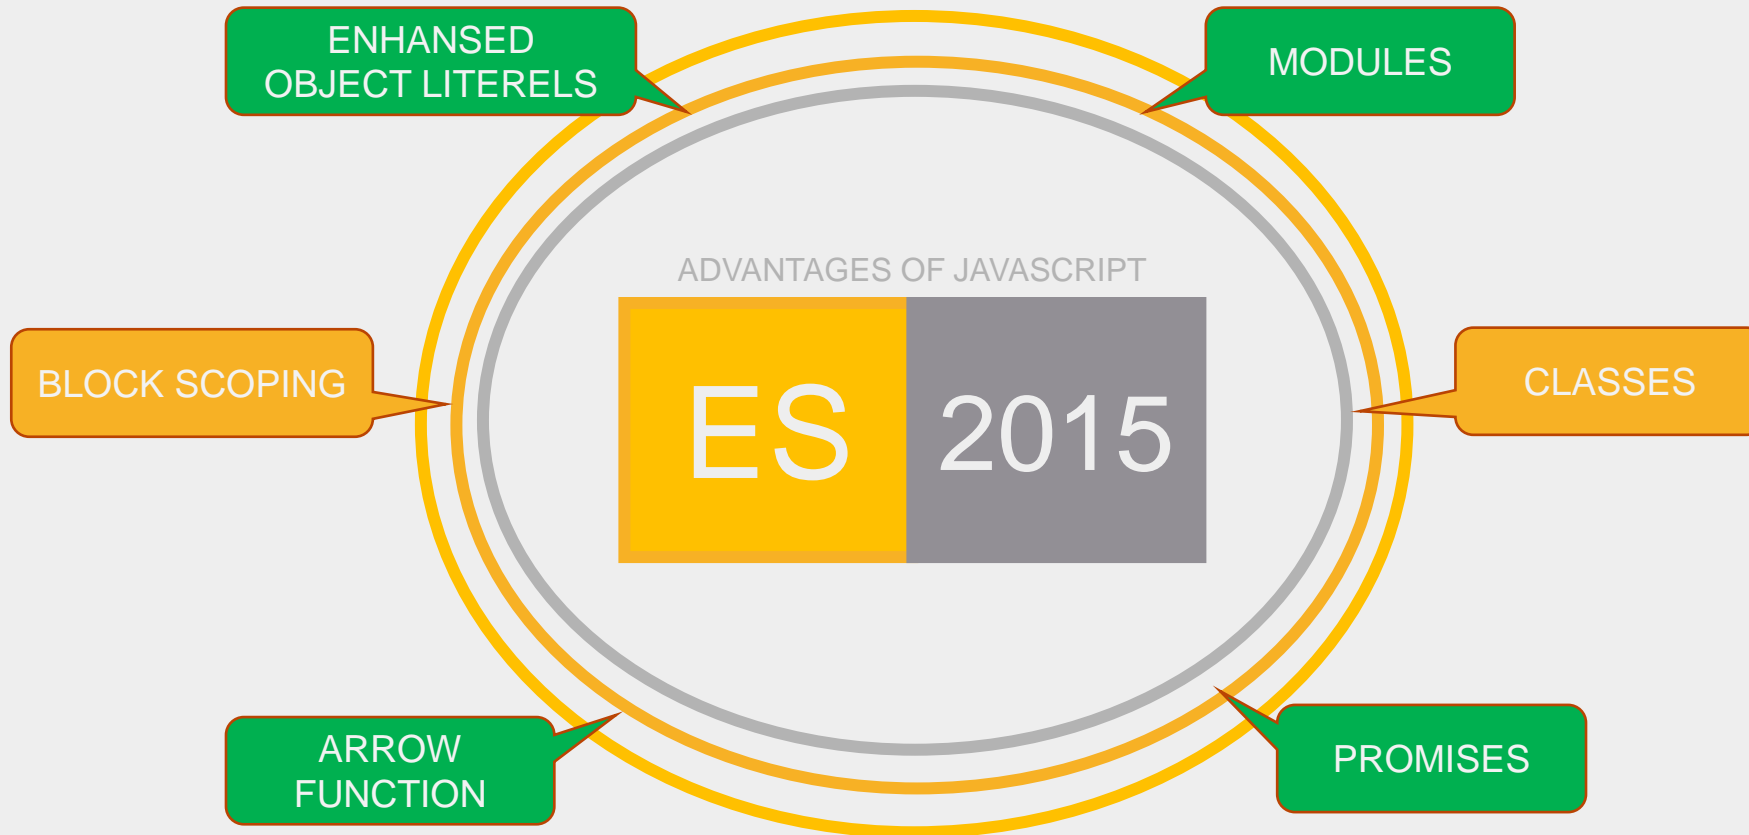 ENHANSED
OBJECT LITERELS
MODULES
ADVANTAGES OF JAVASCRIPT
ES 2015
BLOCK SCOPING
CLASSES
ARROW
FUNCTION
PROMISES